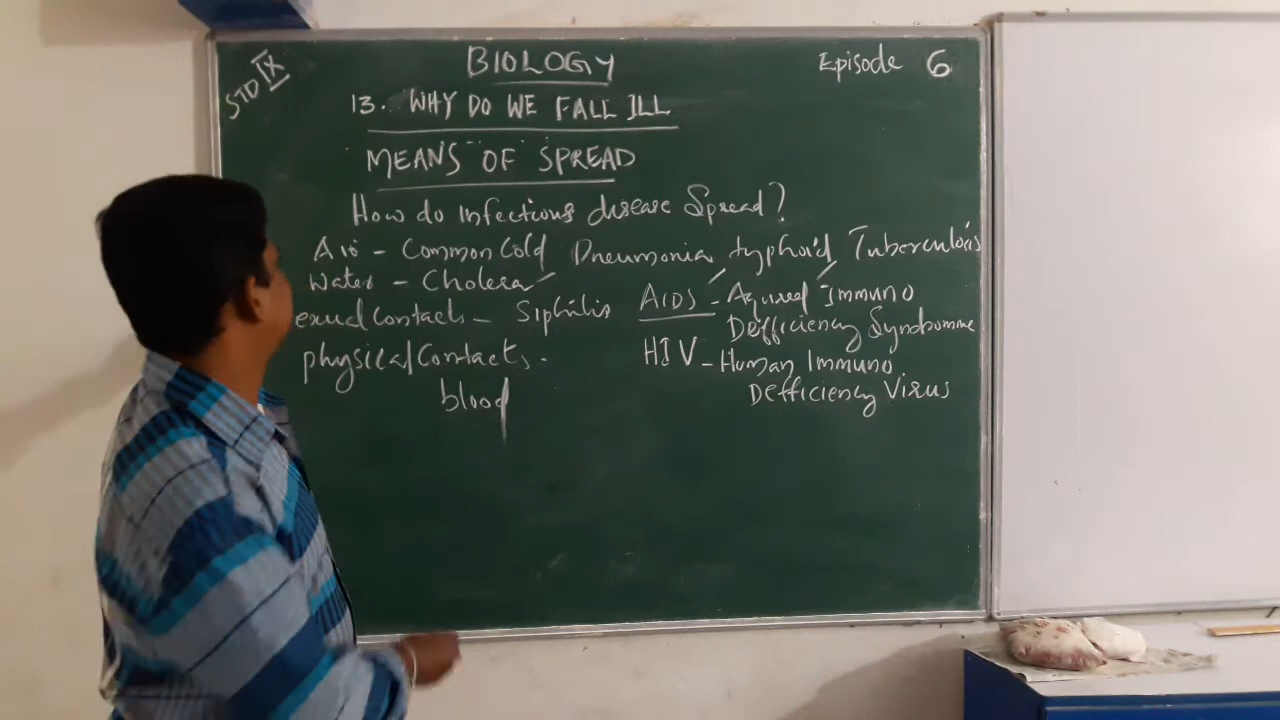 STD IX
BIOLOGY
Episode 6
13. WHY DO WE FALL ILL
MEANS OF SPREAD
How do Infectious disease Spread?
Air - Common Cold Pneumonia typhoid Tuberculosis
Water - Cholera
exual Contacts - Siphilis
physical Contacts.
blood
AIDS - Aqured Immuno
Defficiency Syndromme
HIV - Human Immuno
Defficiency Virus